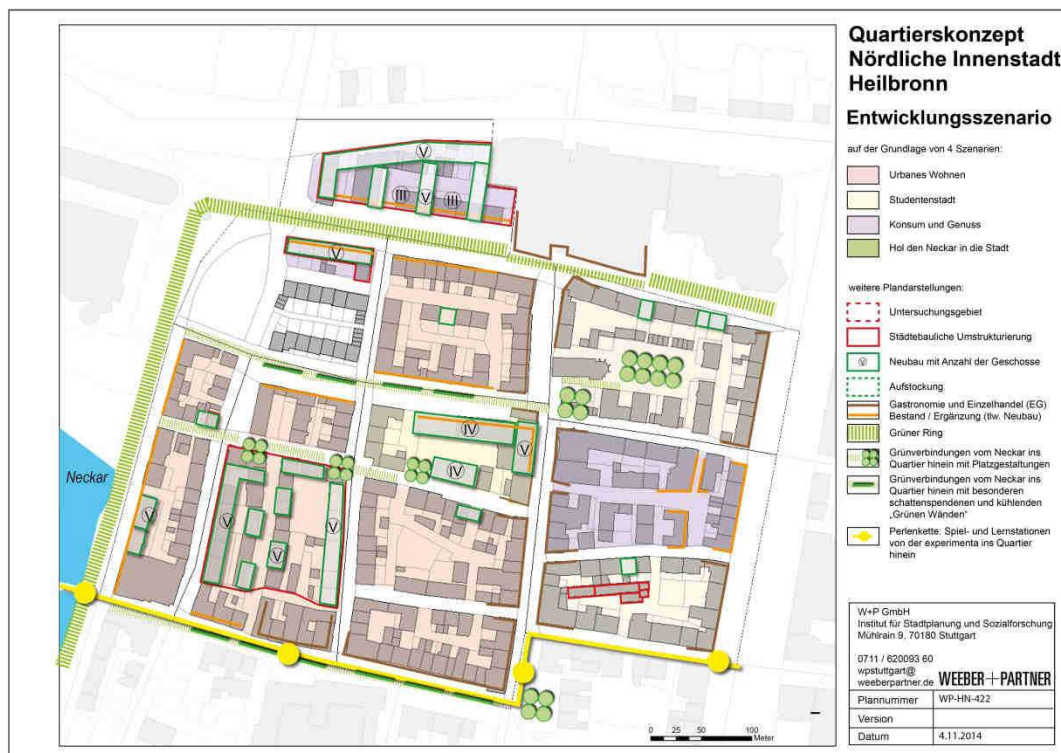 Quartierskonzept
Nördliche Innenstadt
Heilbronn
Entwicklungsszenario
auf der Grundlage von 4 Szenarien:
Urbanes Wohnen
Studentenstadt
Konsum und Genuss
Hol den Neckar in die Stadt
weitere Plandarstellungen:
Untersuchungsgebiet
Städtebauliche Umstrukturierung
V
Neubau mit Anzahl der Geschosse
Aufstockung
Gastronomie und Einzelhandel (EG)
Bestand / Ergänzung (tlw. Neubau)
Grüner Ring
Grünverbindungen vom Neckar ins
Quartier hinein mit Platzgestaltungen
Grünverbindungen vom Neckar ins
Quartier hinein mit besonderen
schattenspenenden und kühlenden
„Grünen Wänden“
Perlenkette: Spiel- und Lernstationen
von der experimenta ins Quartier
hinein
V
III
V
III
V
IV
V
IV
Neckar
V
V
V
V
0 25 50 100
Meter
W+P GmbH
Institut für Stadtplanung und Sozialforschung
Mühlrain 9, 70180 Stuttgart
0711 / 620093 60
wpstuttgart@
weeberpartner.de WEEBER+PARTNER
Plannummer WP-HN-422
Version
Datum 4.11.2014